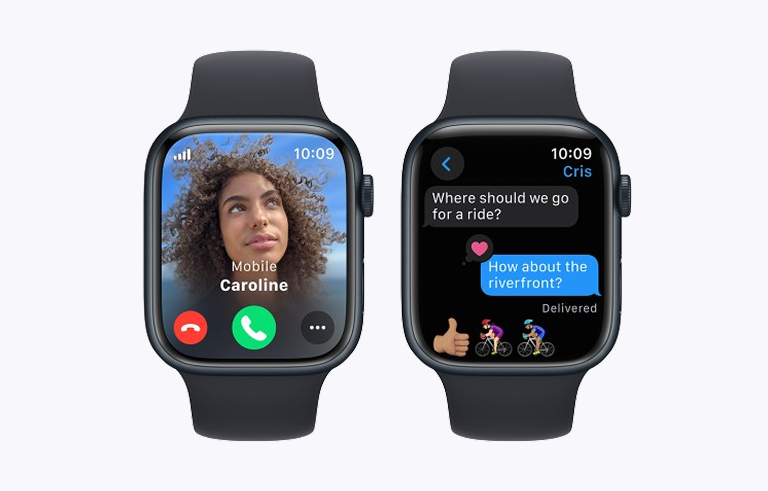 10:09
Mobile
Caroline
10:09
Cris
Where should we go
for a ride?
How about the
riverfront?
Delivered